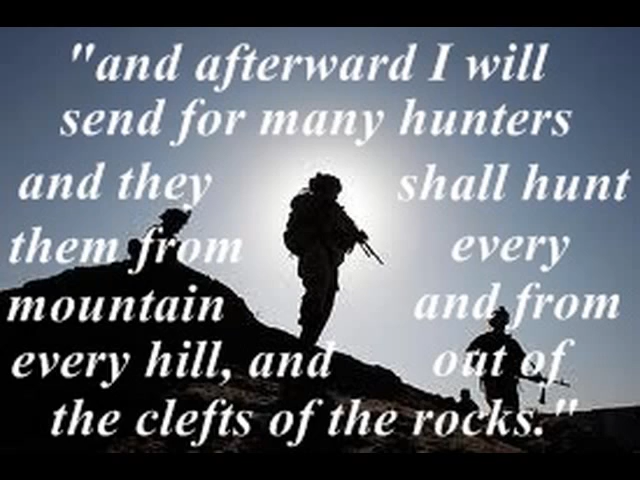 "and afterward I will
send for many hunters
and they shall hunt
them from every
mountain and from
every hill, and out of
the clefts of the rocks."